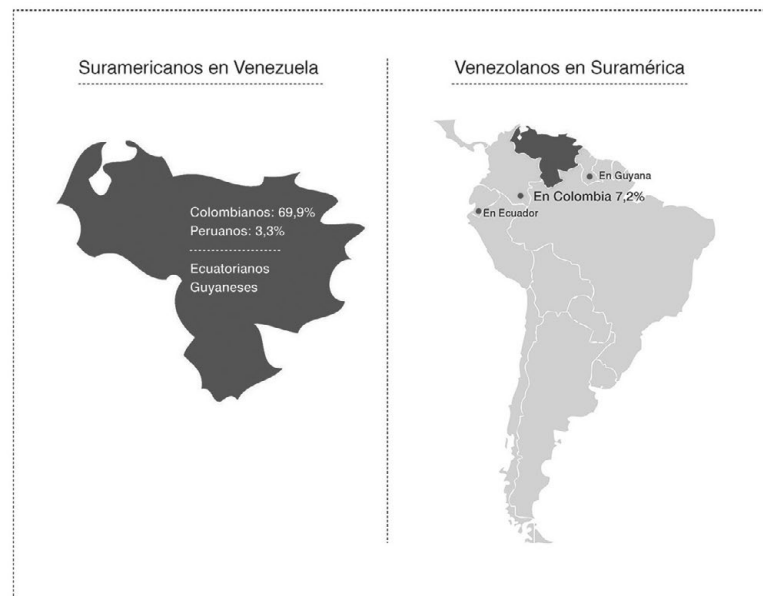 Suramericanos en Venezuela
Colombianos: 69,9%
Peruanos: 3,3%
Ecuatorianos
Guyaneses
Venezolanos en Suramérica
En Guyana
En Colombia 7,2%
En Ecuador